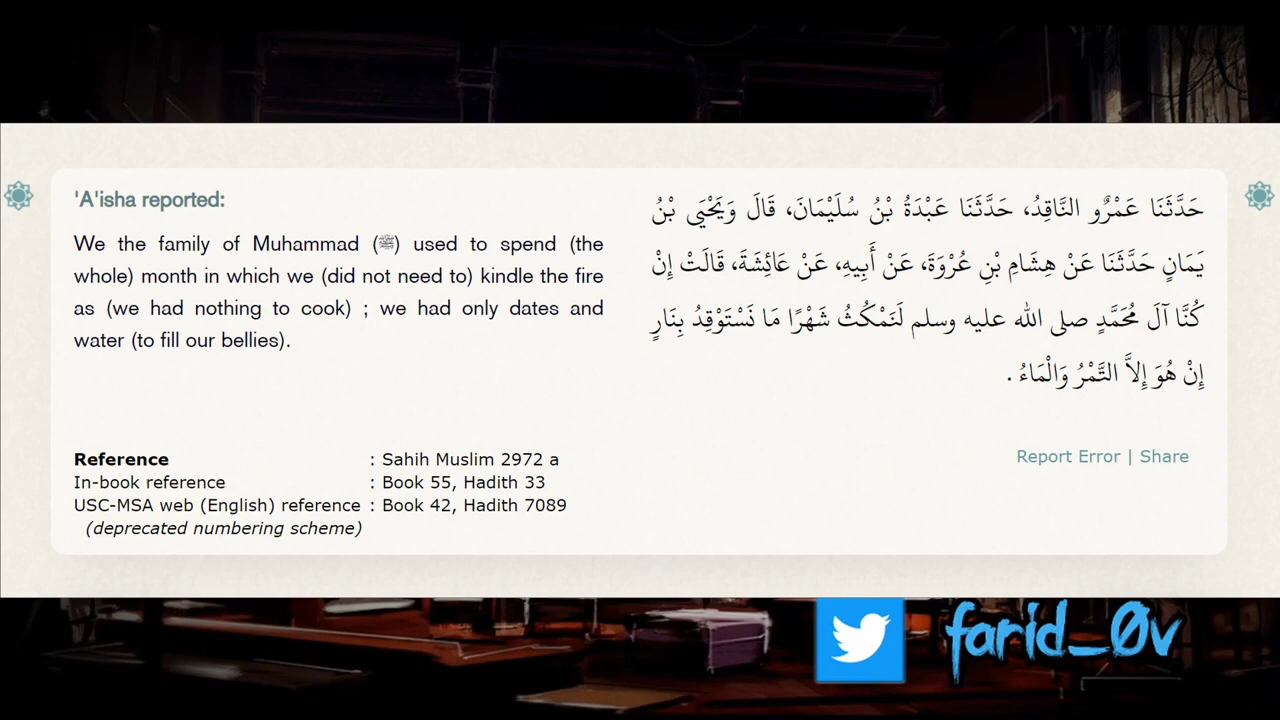 'A'isha reported:
We the family of Muhammad (ﷺ) used to spend (the
whole) month in which we (did not need to) kindle the fire
as (we had nothing to cook) ; we had only dates and
water (to fill our bellies).
حَدَّثَنَا عَمْرٌو النَّاقِدُ، حَدَّثَنَا عَبْدَةُ بْنُ سُلَيْمَانَ، قَالَ وَيَحْيَى بْنُ
يَمَانٍ حَدَّثَنَا عَنْ هِشَامِ بْنِ عُرْوَةَ، عَنْ أَبِيهِ، عَنْ عَائِشَةَ، قَالَتْ إِنْ
كُنَّا آلَ مُحَمَّدٍ صلى الله عليه وسلم لَنَمْكُثُ شَهْرًا مَا نَسْتَوْقِدُ بِنَارٍ
إِنْ هُوَ إِلاَّ التَّمْرُ وَالْمَاءُ .
Reference : Sahih Muslim 2972 a
In-book reference : Book 55, Hadith 33
USC-MSA web (English) reference : Book 42, Hadith 7089
(deprecated numbering scheme)
Report Error | Share
farid_0v